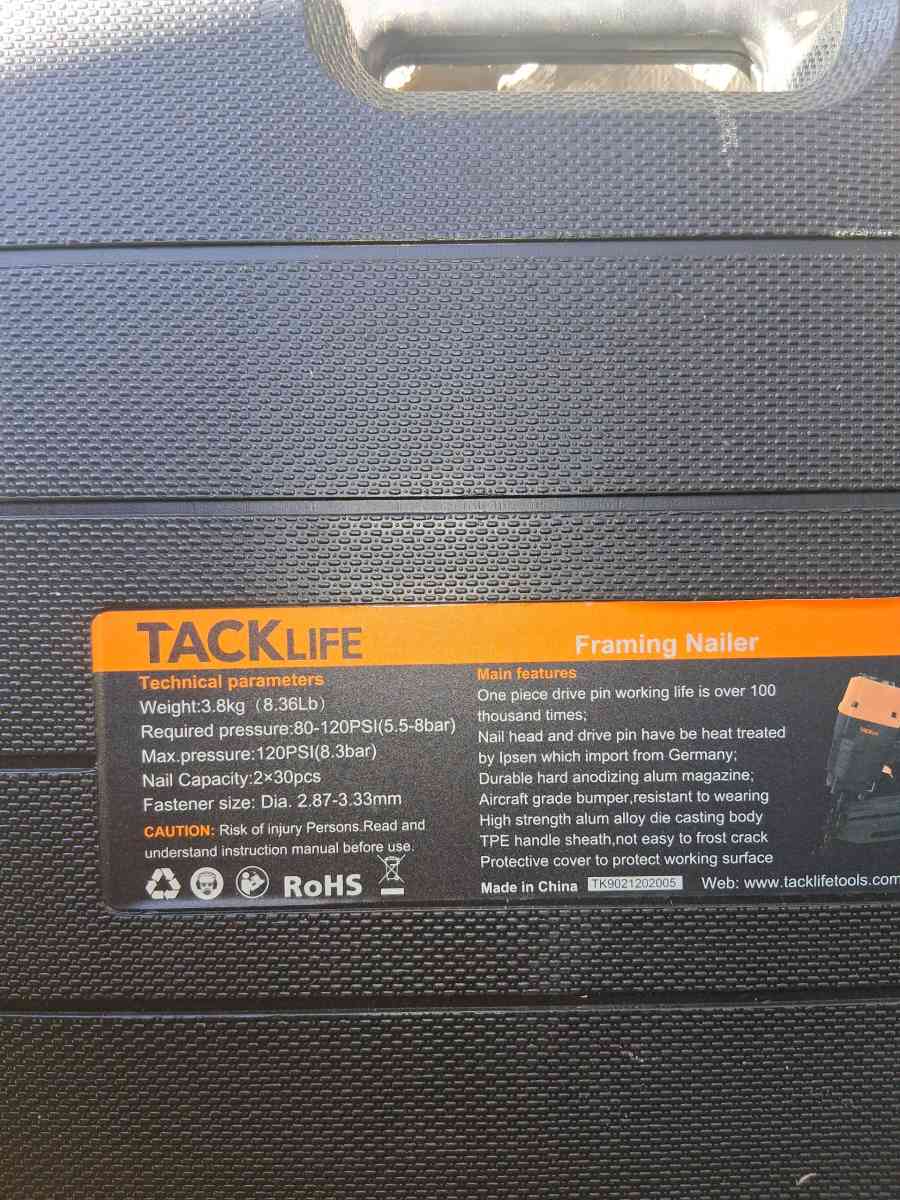 TACKLIFE
Framing Nailer
Technical parameters
Weight:3.8kg（8.36Lb）
Required pressure:80-120PSI(5.5-8bar)
Max.pressure:120PSI(8.3bar)
Nail Capacity:2×30pcs
Fastener size: Dia. 2.87-3.33mm
CAUTION: Risk of injury Persons.Read and
understand instruction manual before use.
RoHS
Main features
One piece drive pin working life is over 100
thousand times;
Nail head and drive pin have be heat treated
by Ipsen which import from Germany;
Durable hard anodizing alum magazine;
Aircraft grade bumper,resistant to wearing
High strength alum alloy die casting body
TPE handle sheath,not easy to frost crack
Protective cover to protect working surface
Made in China TK9021202005 Web: www.tacklifetools.com